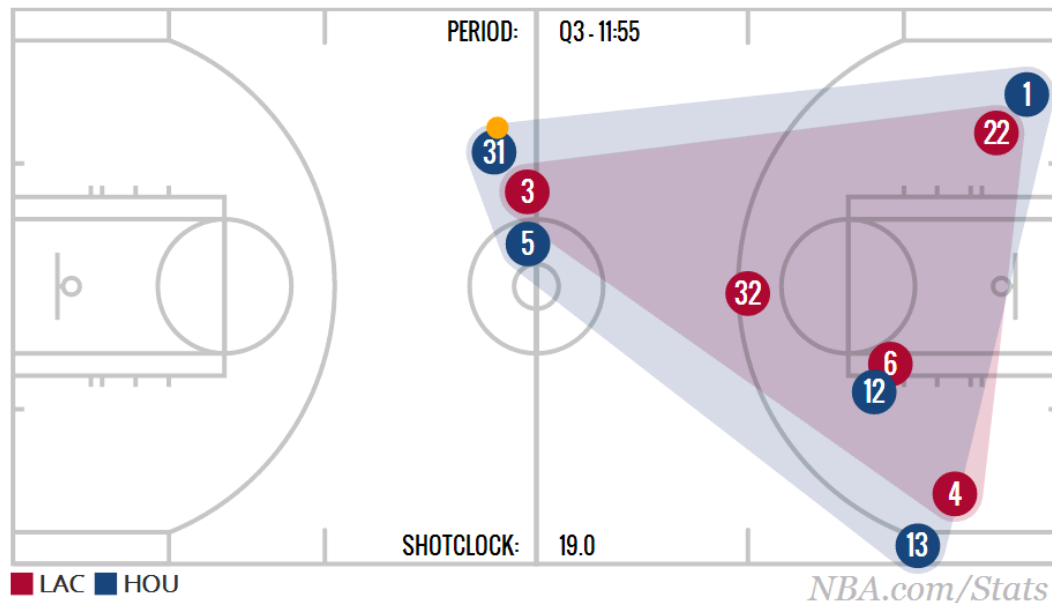 PERIOD: Q3 - 11:55
1
22
31
3
5
32
6
12
4
13
SHOTCLOCK: 19.0
LAC HOU
NBA.com/Stats